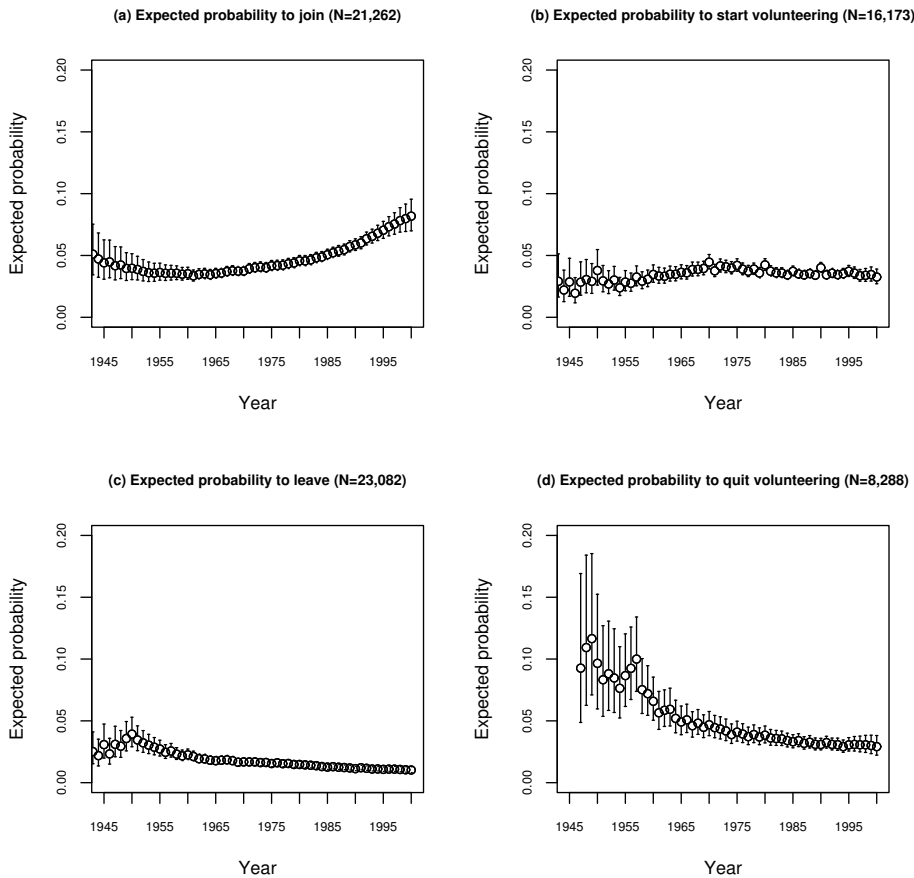 (a) Expected probability to join (N=21,262)
Expected probability
0.00 0.05 0.10 0.15 0.20
1945 1955 1965 1975 1985 1995
Year
(b) Expected probability to start volunteering (N=16,173)
Expected probability
0.00 0.05 0.10 0.15 0.20
1945 1955 1965 1975 1985 1995
Year
(c) Expected probability to leave (N=23,082)
Expected probability
0.00 0.05 0.10 0.15 0.20
1945 1955 1965 1975 1985 1995
Year
(d) Expected probability to quit volunteering (N=8,288)
Expected probability
0.00 0.05 0.10 0.15 0.20
1945 1955 1965 1975 1985 1995
Year